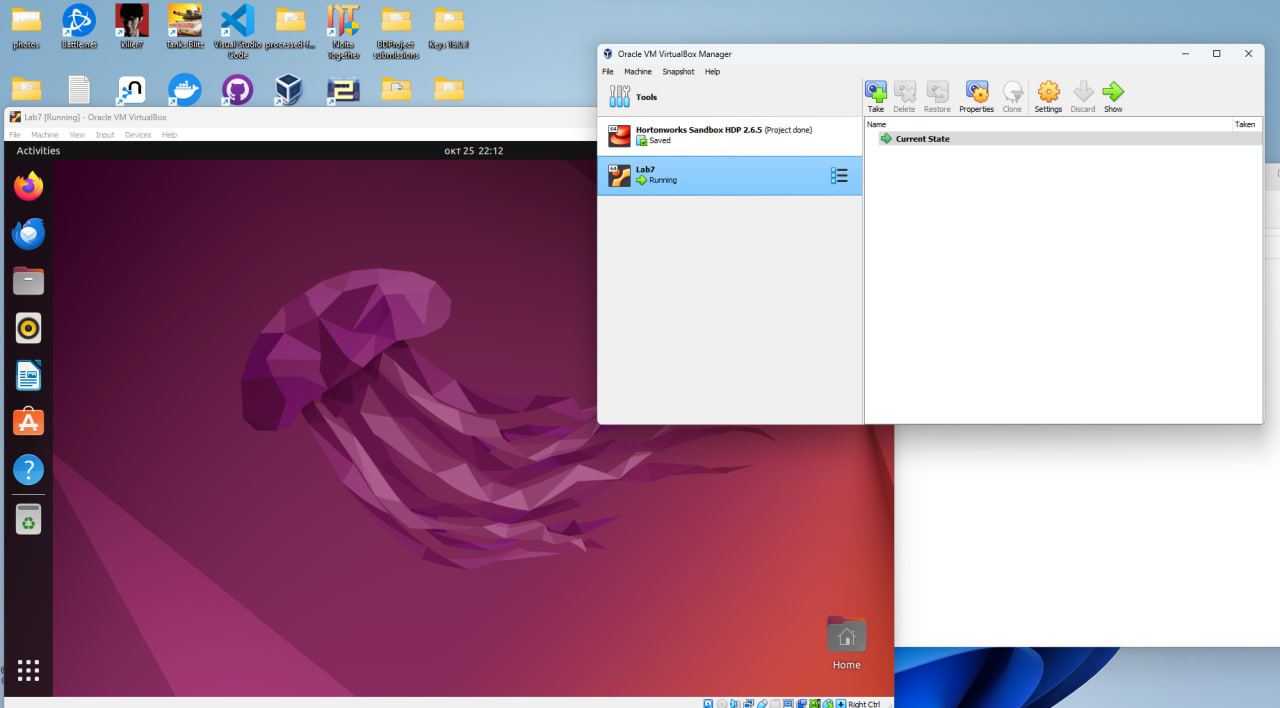 photos
Battle.net
killer7
Tanks Blitz
Visual Studio Code
processed-f...
Noita Together
BDProject submissions
Lab7 [Running] - Oracle VM VirtualBox
File Machine View Input Devices Help
Activities
окт 25 22:12
Home
Right Ctrl
Oracle VM VirtualBox Manager
File Machine Snapshot Help
Tools
Hortonworks Sandbox HDP 2.6.5 (Project done)
Saved
Lab7
Running
Take Delete Restore Properties Clone Settings Discard Show
Name Taken
Current State